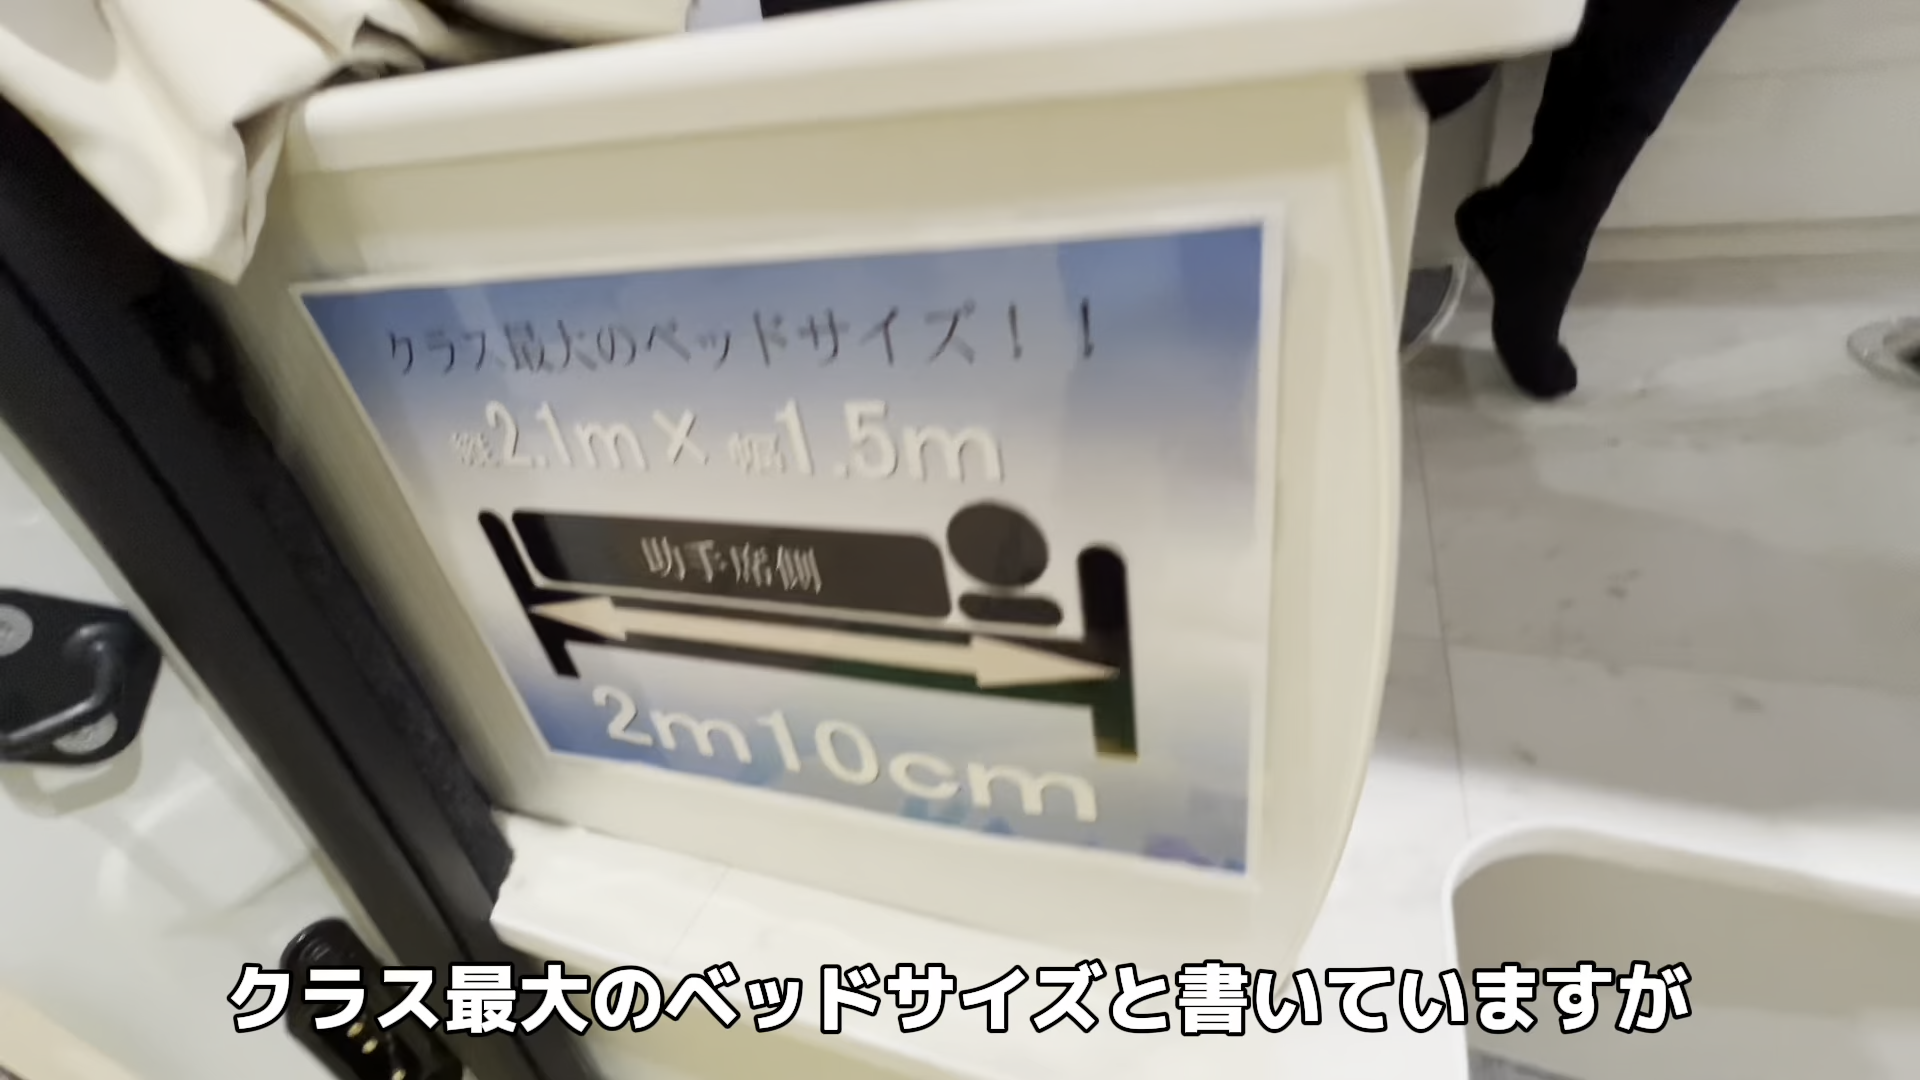 クラス最大のベッドサイズ！！
縦2.1m×幅1.5m
助手席側
2m10cm
クラス最大のベッドサイズと書いていますが